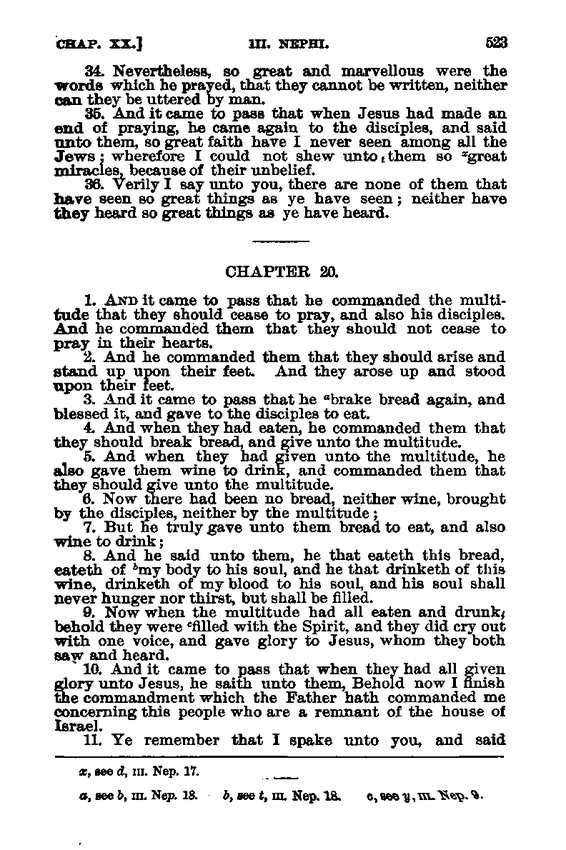 CHAP. XX.] III. NEPHI. 523
34. Nevertheless, so great and marvellous were the
words which he prayed, that they cannot be written, neither
can they be uttered by man.
35. And it came to pass that when Jesus had made an
end of praying, he came again to the disciples, and said
unto them, so great faith have I never seen among all the
Jews; wherefore I could not shew unto them so ˣgreat
miracles, because of their unbelief.
36. Verily I say unto you, there are none of them that
have seen so great things as ye have seen; neither have
they heard so great things as ye have heard.
CHAPTER 20.
1. AND it came to pass that he commanded the multi-
tude that they should cease to pray, and also his disciples.
And he commanded them that they should not cease to
pray in their hearts.
2. And he commanded them that they should arise and
stand up upon their feet. And they arose up and stood
upon their feet.
3. And it came to pass that he ᵃbrake bread again, and
blessed it, and gave to the disciples to eat.
4. And when they had eaten, he commanded them that
they should break bread, and give unto the multitude.
5. And when they had given unto the multitude, he
also gave them wine to drink, and commanded them that
they should give unto the multitude.
6. Now there had been no bread, neither wine, brought
by the disciples, neither by the multitude;
7. But he truly gave unto them bread to eat, and also
wine to drink;
8. And he said unto them, he that eateth this bread,
eateth of ᵇmy body to his soul, and he that drinketh of this
wine, drinketh of my blood to his soul, and his soul shall
never hunger nor thirst, but shall be filled.
9. Now when the multitude had all eaten and drunk,
behold they were ᶜfilled with the Spirit, and they did cry out
with one voice, and gave glory to Jesus, whom they both
saw and heard.
10. And it came to pass that when they had all given
glory unto Jesus, he saith unto them, Behold now I finish
the commandment which the Father hath commanded me
concerning this people who are a remnant of the house of
Israel.
11. Ye remember that I spake unto you, and said
x, see d, III. Nep. 17.
a, see b, III. Nep. 18. b, see t, III. Nep. 18. c, see y, III. Nep. 9.